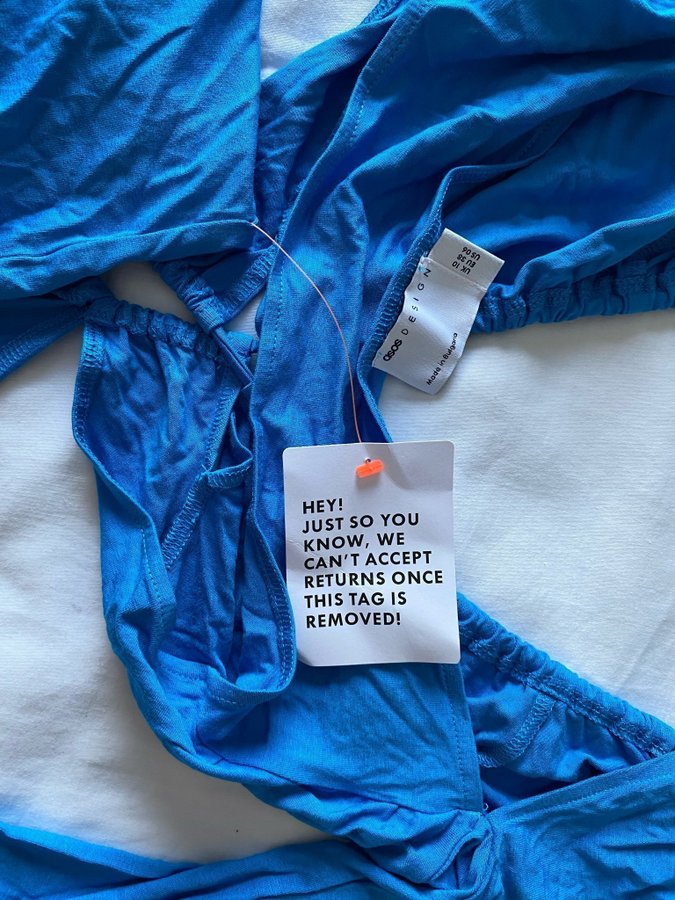 UK 10
EU 38
US 06
asos DESIGN
Made in Bulgaria
HEY!
JUST SO YOU
KNOW, WE
CAN'T ACCEPT
RETURNS ONCE
THIS TAG IS
REMOVED!